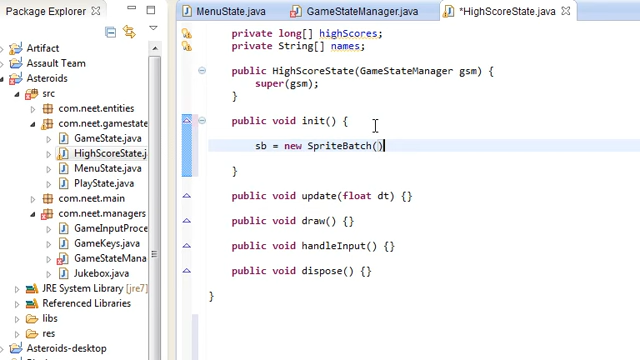 Package Explorer
MenuState.java
GameStateManager.java
*HighScoreState.java
Artifact
Assault Team
Asteroids
src
com.neet.entities
com.neet.gamestate
GameState.java
HighScoreState.j
MenuState.java
PlayState.java
com.neet.main
com.neet.managers
GameInputProce
GameKeys.java
GameStateMana
Jukebox.java
JRE System Library [jre7]
Referenced Libraries
libs
res
Asteroids-desktop
private long[] highScores;
private String[] names;
public HighScoreState(GameStateManager gsm) {
super(gsm);
}
public void init() {
sb = new SpriteBatch()
}
public void update(float dt) {}
public void draw() {}
public void handleInput() {}
public void dispose() {}
}